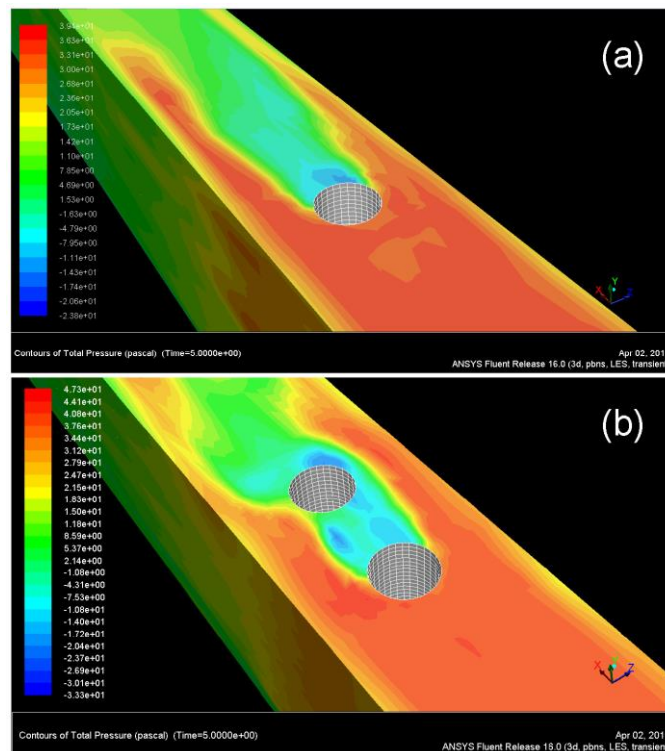 (a)
3.94e+01
3.63e+01
3.31e+01
3.00e+01
2.68e+01
2.36e+01
2.05e+01
1.73e+01
1.42e+01
1.10e+01
7.85e+00
4.69e+00
1.53e+00
-1.63e+00
-4.79e+00
-7.95e+00
-1.11e+01
-1.43e+01
-1.74e+01
-2.06e+01
-2.38e+01
X Y Z
Contours of Total Pressure (pascal) (Time=5.0000e+00)
Apr 02, 201
ANSYS Fluent Release 16.0 (3d, pbns, LES, transien
(b)
4.73e+01
4.41e+01
4.08e+01
3.76e+01
3.44e+01
3.12e+01
2.79e+01
2.47e+01
2.15e+01
1.83e+01
1.50e+01
1.18e+01
8.59e+00
5.37e+00
2.14e+00
-1.08e+00
-4.31e+00
-7.53e+00
-1.08e+01
-1.40e+01
-1.72e+01
-2.04e+01
-2.37e+01
-2.69e+01
-3.01e+01
-3.33e+01
X Y Z
Contours of Total Pressure (pascal) (Time=5.0000e+00)
Apr 02, 201
ANSYS Fluent Release 16.0 (3d, pbns, LES, transien